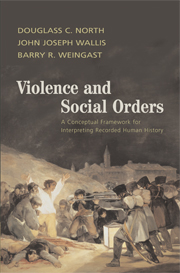 DOUGLASS C. NORTH
JOHN JOSEPH WALLIS
BARRY R. WEINGAST
Violence and
Social Orders
A Conceptual Framework for
Interpreting Recorded Human History